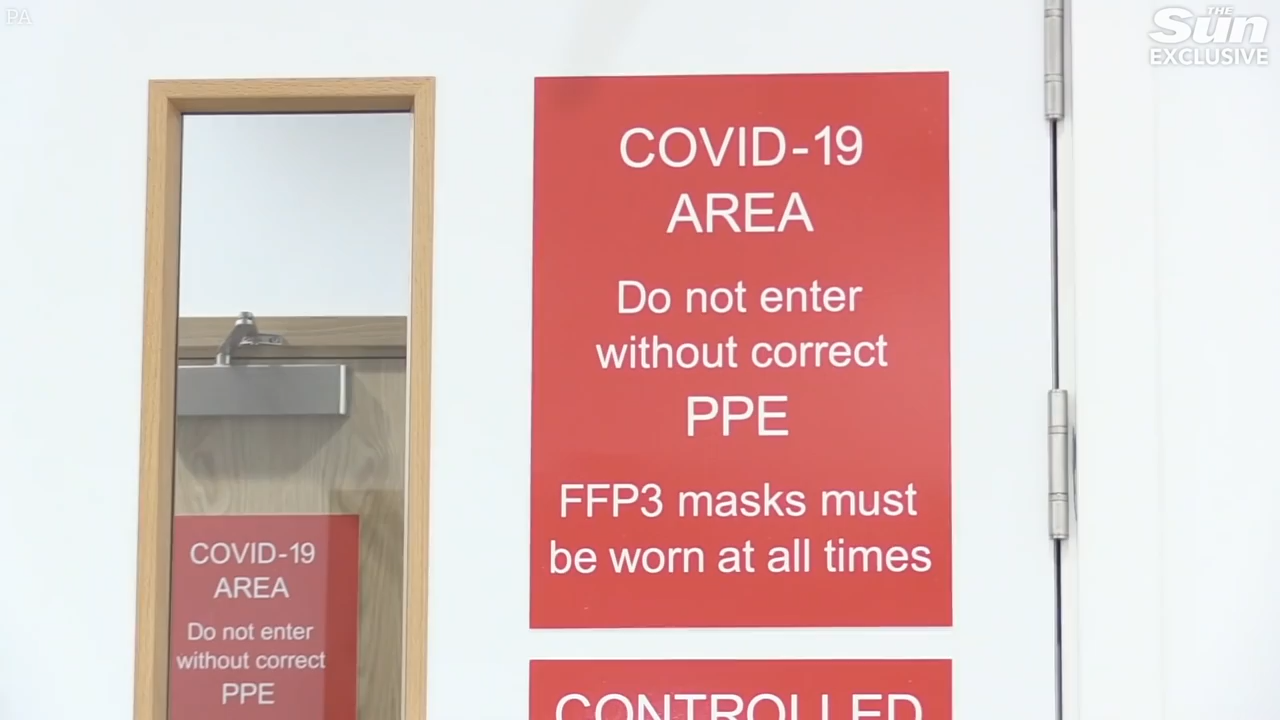 PA
THE
Sun
EXCLUSIVE
COVID-19
AREA
Do not enter
without correct
PPE
FFP3 masks must
be worn at all times
COVID-19
AREA
Do not enter
without correct
PPE
CONTROLLED